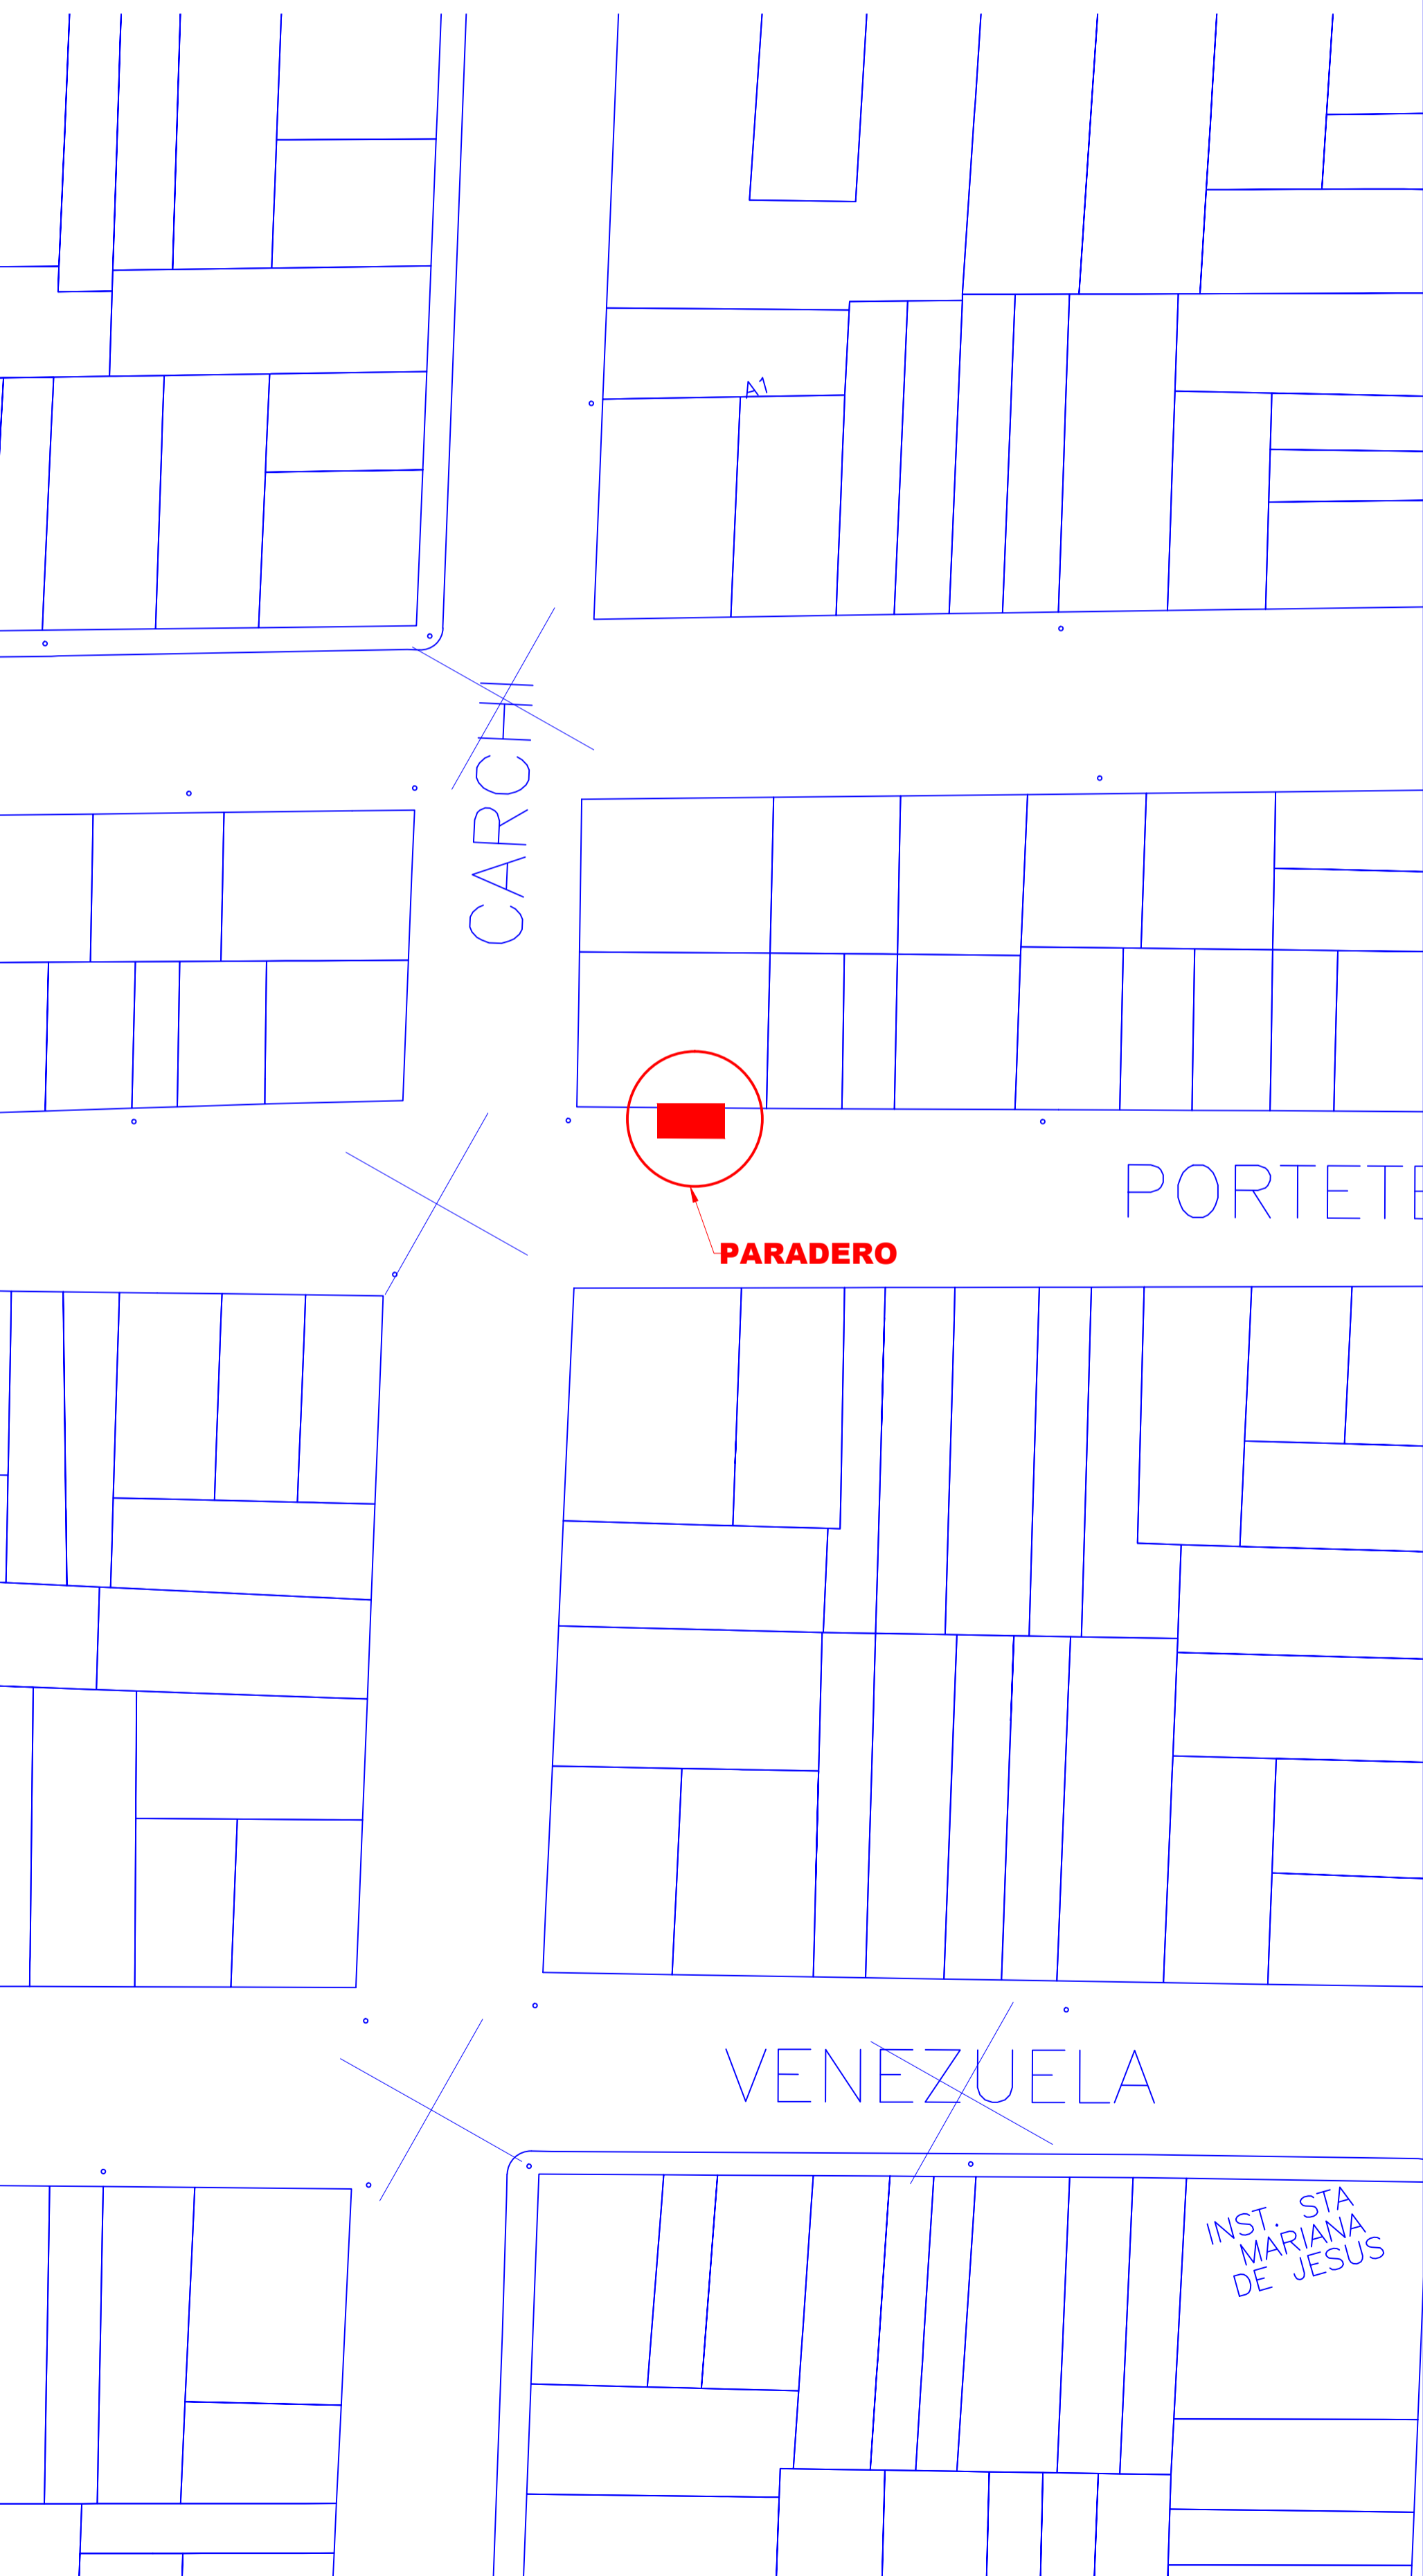 A1
CARCHI
PORTETE
PARADERO
VENEZUELA
INST. STA
MARIANA
DE JESUS